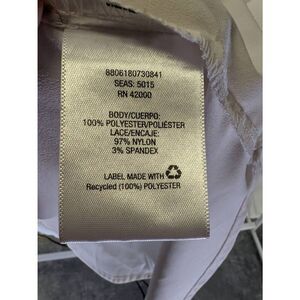 8806180730841
SEAS: 5015
RN 42000
BODY/CUERPO:
100% POLYESTER/POLIÉSTER
LACE/ENCAJE:
97% NYLON
3% SPANDEX
LABEL MADE WITH
Recycled (100%) POLYESTER